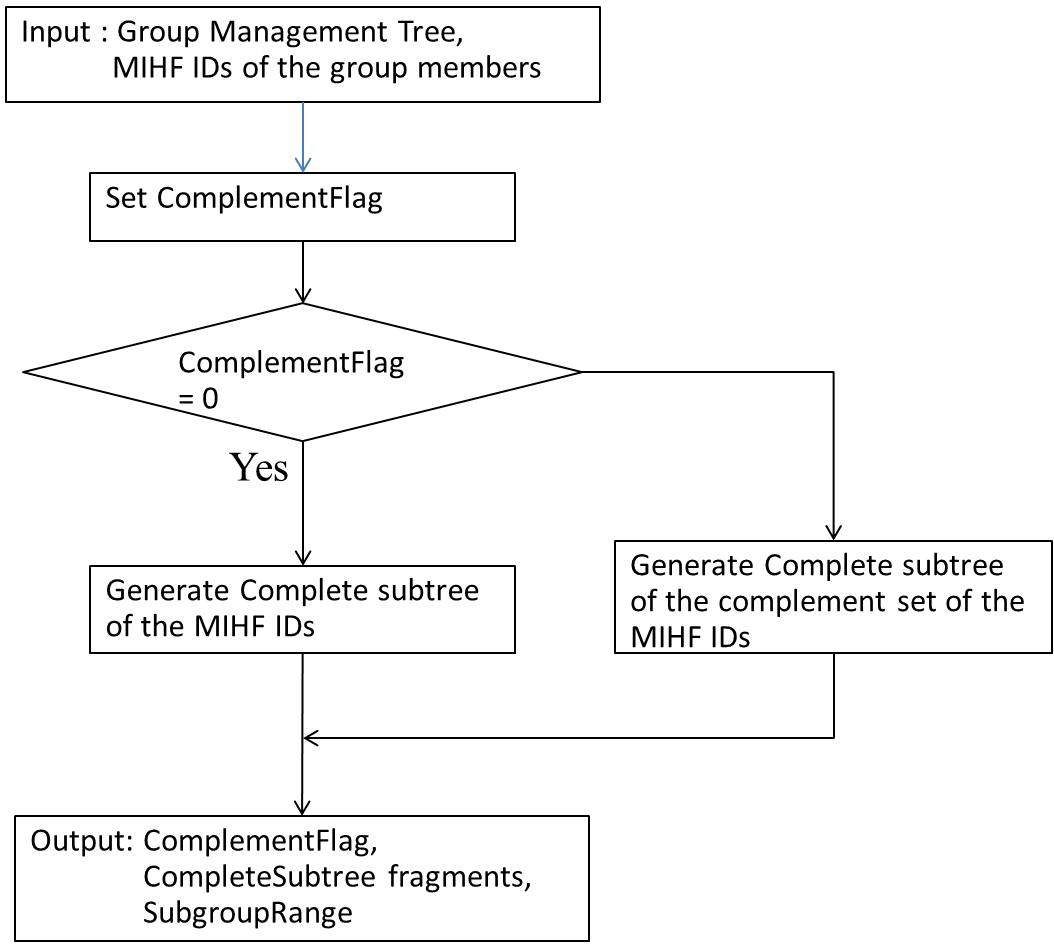 Input : Group Management Tree,
MIHF IDs of the group members
Set ComplementFlag
ComplementFlag
= 0
Yes
Generate Complete subtree
of the MIHF IDs
Generate Complete subtree
of the complement set of the
MIHF IDs
Output: ComplementFlag,
CompleteSubtree fragments,
SubgroupRange